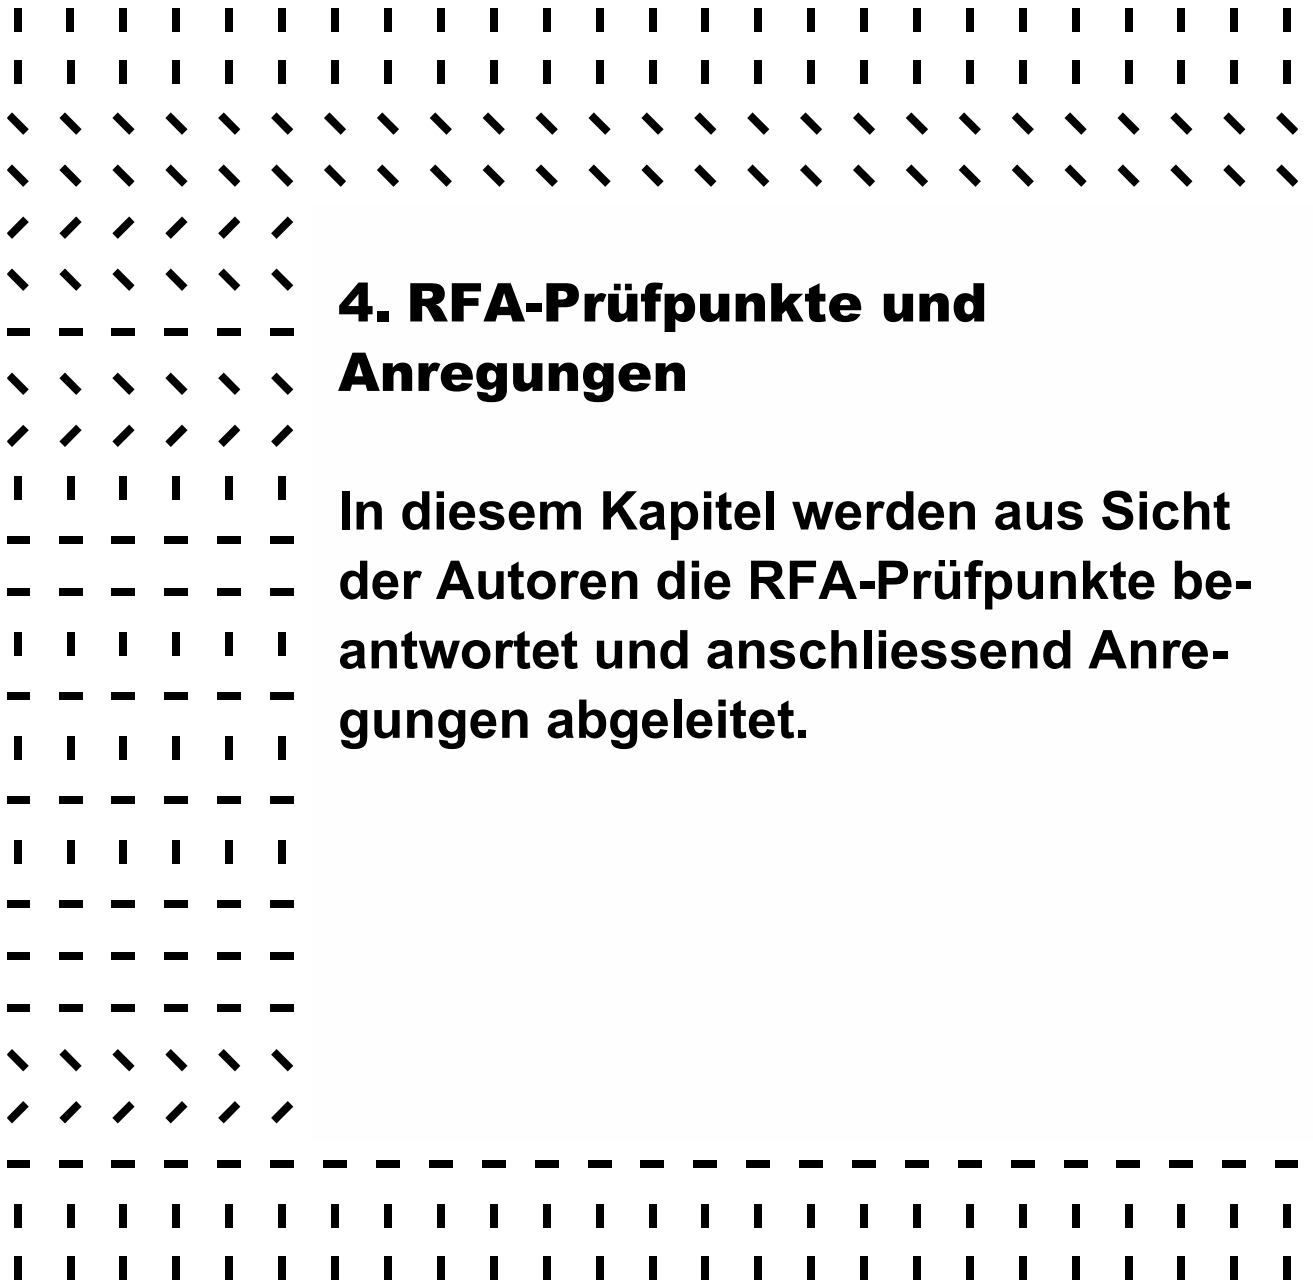 4. RFA-Prüfpunkte und
Anregungen
In diesem Kapitel werden aus Sicht
der Autoren die RFA-Prüfpunkte be-
antwortet und anschliessend Anre-
gungen abgeleitet.